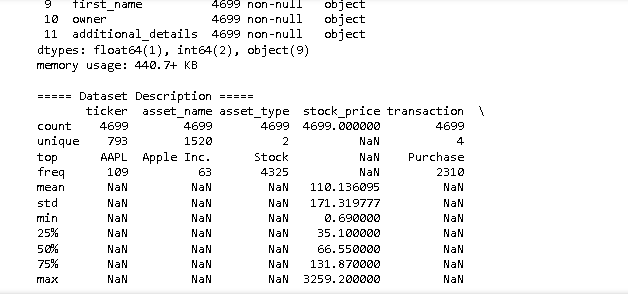 9 first_name 4699 non-null object
10 owner 4699 non-null object
11 additional_details 4699 non-null object
dtypes: float64(1), int64(2), object(9)
memory usage: 440.7+ KB
===== Dataset Description =====
ticker asset_name asset_type stock_price transaction \
count 4699 4699 4699 4699.000000 4699
unique 793 1520 2 NaN 4
top AAPL Apple Inc. Stock NaN Purchase
freq 109 63 4325 NaN 2310
mean NaN NaN NaN 110.136095 NaN
std NaN NaN NaN 171.319777 NaN
min NaN NaN NaN 0.690000 NaN
25% NaN NaN NaN 35.100000 NaN
50% NaN NaN NaN 66.550000 NaN
75% NaN NaN NaN 131.870000 NaN
max NaN NaN NaN 3259.200000 NaN